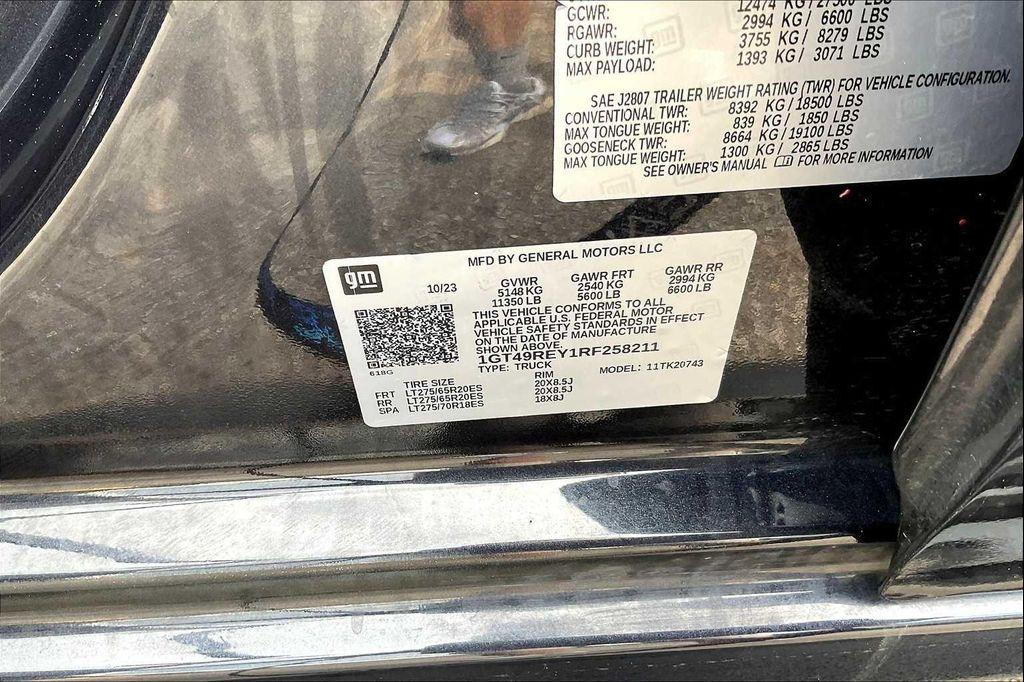 GCWR: 12474 KG/27500 LBS
RGAWR: 2994 KG/ 6600 LBS
CURB WEIGHT: 3755 KG/ 8279 LBS
MAX PAYLOAD: 1393 KG/ 3071 LBS
SAE J2807 TRAILER WEIGHT RATING (TWR) FOR VEHICLE CONFIGURATION.
CONVENTIONAL TWR: 8392 KG/18500 LBS
MAX TONGUE WEIGHT: 839 KG/ 1850 LBS
GOOSENECK TWR: 8664 KG/19100 LBS
MAX TONGUE WEIGHT: 1300 KG/ 2865 LBS
SEE OWNER'S MANUAL FOR MORE INFORMATION
MFD BY GENERAL MOTORS LLC
gm
10/23 GVWR GAWR FRT GAWR RR
5148 KG 2540 KG 2994 KG
11350 LB 5600 LB 6600 LB
THIS VEHICLE CONFORMS TO ALL
APPLICABLE U.S. FEDERAL MOTOR
VEHICLE SAFETY STANDARDS IN EFFECT
ON THE DATE OF MANUFACTURE
SHOWN ABOVE.
1GT49REY1RF258211
618G TYPE: TRUCK MODEL: 11TK20743
TIRE SIZE RIM
FRT LT275/65R20ES 20X8.5J
RR LT275/65R20ES 20X8.5J
SPA LT275/70R18ES 18X8J